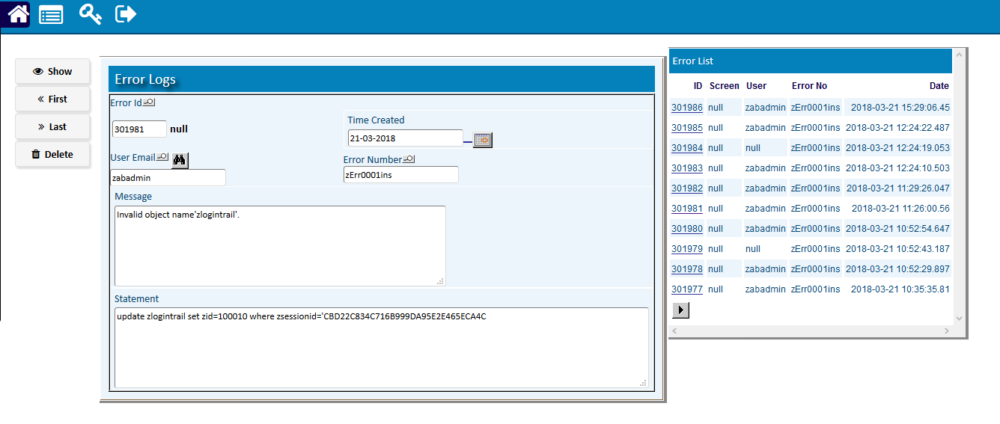 Show
First
Last
Delete
Error Logs
Error Id
301981 null
Time Created
21-03-2018
User Email
zabadmin
Error Number
zErr0001ins
Message
Invalid object name'zlogintrail'.
Statement
update zlogintrail set zid=100010 where zsessionid='CBD22C834C716B999DA95E2E465ECA4C
Error List
ID Screen User Error No Date
301986 null zabadmin zErr0001ins 2018-03-21 15:29:06.45
301985 null zabadmin zErr0001ins 2018-03-21 12:24:22.487
301984 null null zErr0001ins 2018-03-21 12:24:19.053
301983 null zabadmin zErr0001ins 2018-03-21 12:24:10.503
301982 null zabadmin zErr0001ins 2018-03-21 11:29:26.047
301981 null zabadmin zErr0001ins 2018-03-21 11:26:00.56
301980 null zabadmin zErr0001ins 2018-03-21 10:52:54.647
301979 null null zErr0001ins 2018-03-21 10:52:43.187
301978 null zabadmin zErr0001ins 2018-03-21 10:52:29.897
301977 null zabadmin zErr0001ins 2018-03-21 10:35:35.81